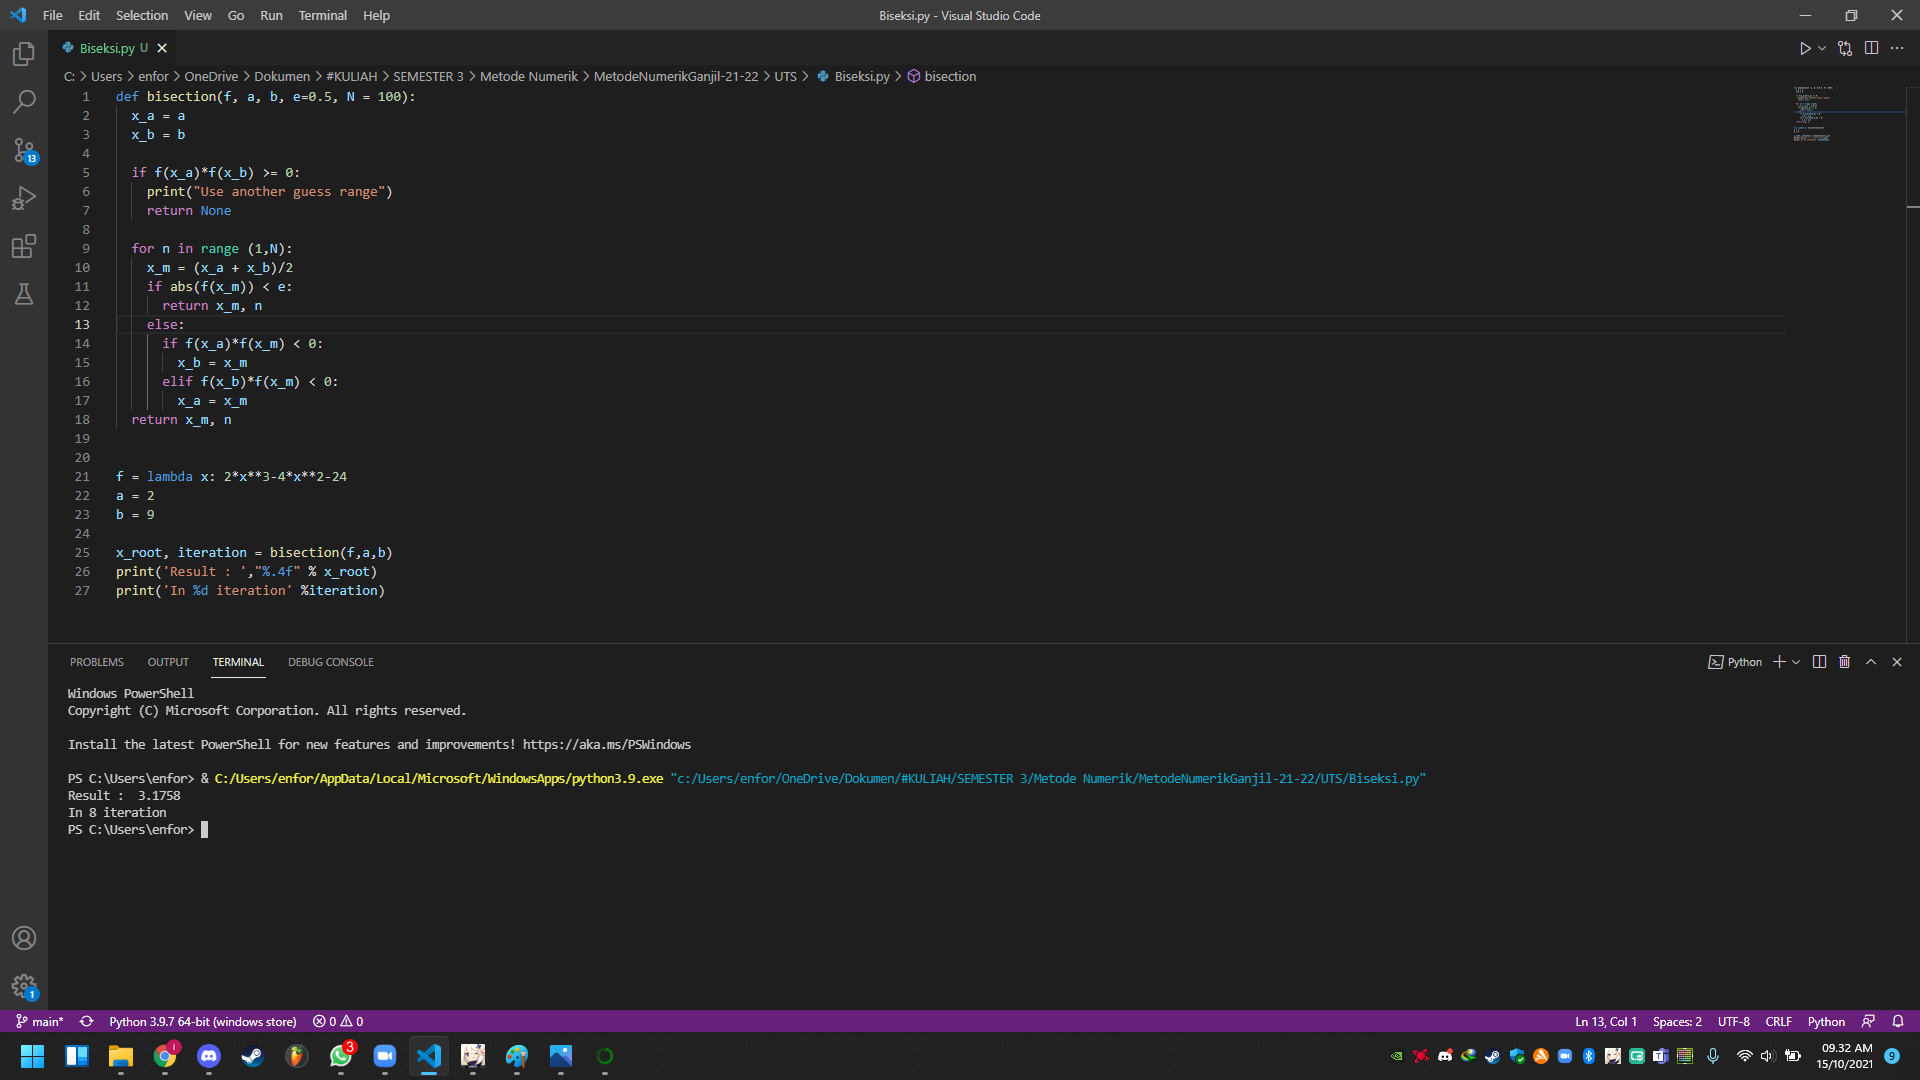 File Edit Selection View Go Run Terminal Help
Biseksi.py - Visual Studio Code
Biseksi.py U
C: > Users > enfor > OneDrive > Dokumen > #KULIAH > SEMESTER 3 > Metode Numerik > MetodeNumerikGanjil-21-22 > UTS > Biseksi.py > bisection
1 def bisection(f, a, b, e=0.5, N = 100):
2   x_a = a
3   x_b = b
4
5   if f(x_a)*f(x_b) >= 0:
6     print("Use another guess range")
7     return None
8
9   for n in range (1,N):
10     x_m = (x_a + x_b)/2
11     if abs(f(x_m)) < e:
12       return x_m, n
13     else:
14       if f(x_a)*f(x_m) < 0:
15         x_b = x_m
16       elif f(x_b)*f(x_m) < 0:
17         x_a = x_m
18   return x_m, n
19
20
21 f = lambda x: 2*x**3-4*x**2-24
22 a = 2
23 b = 9
24
25 x_root, iteration = bisection(f,a,b)
26 print('Result : ',"%.4f" % x_root)
27 print('In %d iteration' %iteration)
13
PROBLEMS OUTPUT TERMINAL DEBUG CONSOLE
Python
Windows PowerShell
Copyright (C) Microsoft Corporation. All rights reserved.
Install the latest PowerShell for new features and improvements! https://aka.ms/PSWindows
PS C:\Users\enfor> & C:/Users/enfor/AppData/Local/Microsoft/WindowsApps/python3.9.exe "c:/Users/enfor/OneDrive/Dokumen/#KULIAH/SEMESTER 3/Metode Numerik/MetodeNumerikGanjil-21-22/UTS/Biseksi.py"
Result :  3.1758
In 8 iteration
PS C:\Users\enfor>
1
main* Python 3.9.7 64-bit (windows store) 0 0
Ln 13, Col 1 Spaces: 2 UTF-8 CRLF Python
3
09.32 AM
15/10/2021
9